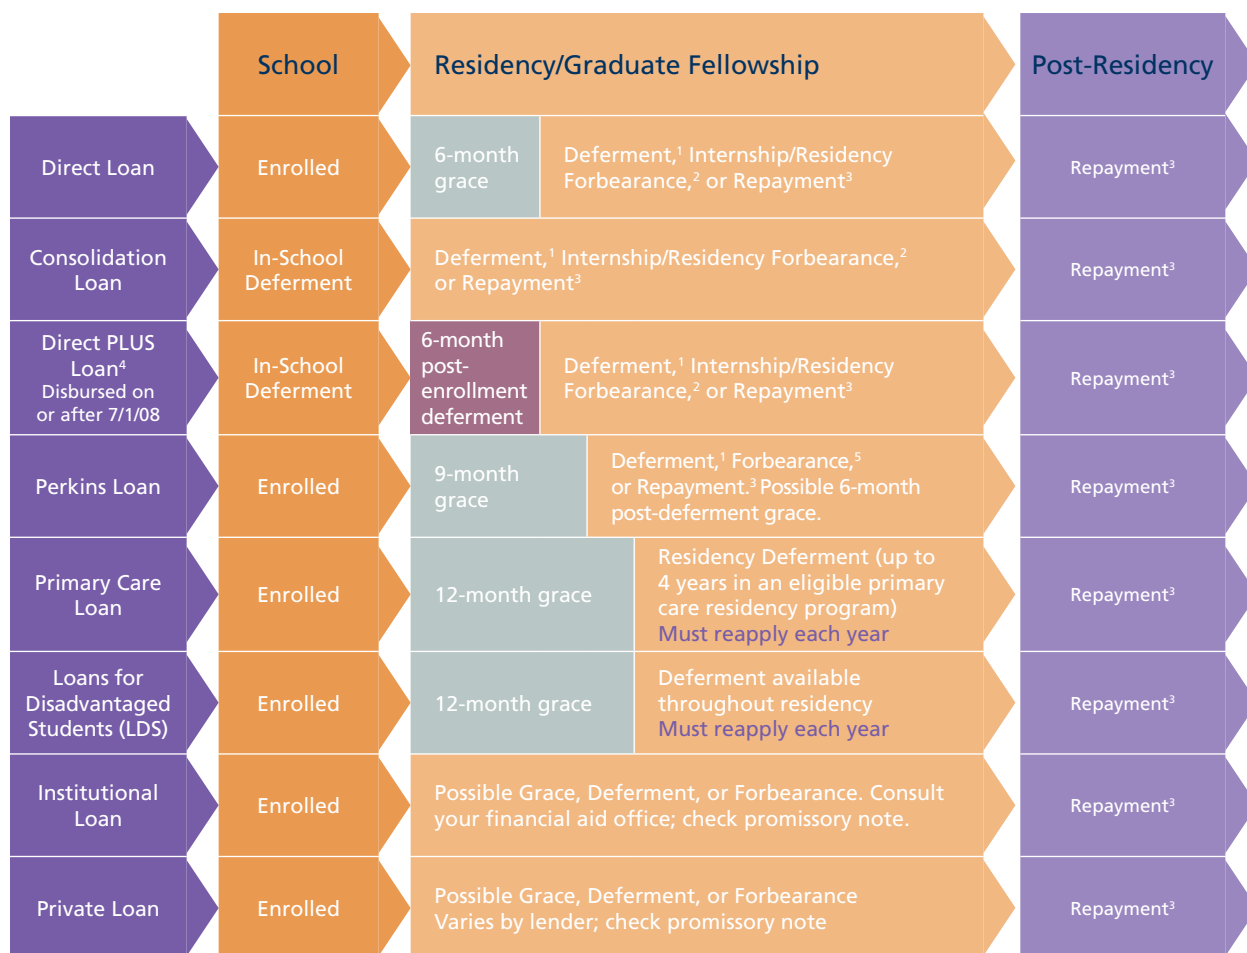 School
Residency/Graduate Fellowship
Post-Residency
Direct Loan
Enrolled
6-month
grace
Deferment,¹ Internship/Residency
Forbearance,² or Repayment³
Repayment³
Consolidation
Loan
In-School
Deferment
Deferment,¹ Internship/Residency Forbearance,²
or Repayment³
Repayment³
Direct PLUS
Loan⁴
Disbursed on
or after 7/1/08
In-School
Deferment
6-month
post-
enrollment
deferment
Deferment,¹ Internship/Residency
Forbearance,² or Repayment³
Repayment³
Perkins Loan
Enrolled
9-month
grace
Deferment,¹ Forbearance,⁵
or Repayment.³ Possible 6-month
post-deferment grace.
Repayment³
Primary Care
Loan
Enrolled
12-month grace
Residency Deferment (up to
4 years in an eligible primary
care residency program)
Must reapply each year
Repayment³
Loans for
Disadvantaged
Students (LDS)
Enrolled
12-month grace
Deferment available
throughout residency
Must reapply each year
Repayment³
Institutional
Loan
Enrolled
Possible Grace, Deferment, or Forbearance. Consult
your financial aid office; check promissory note.
Repayment³
Private Loan
Enrolled
Possible Grace, Deferment, or Forbearance
Varies by lender; check promissory note
Repayment³